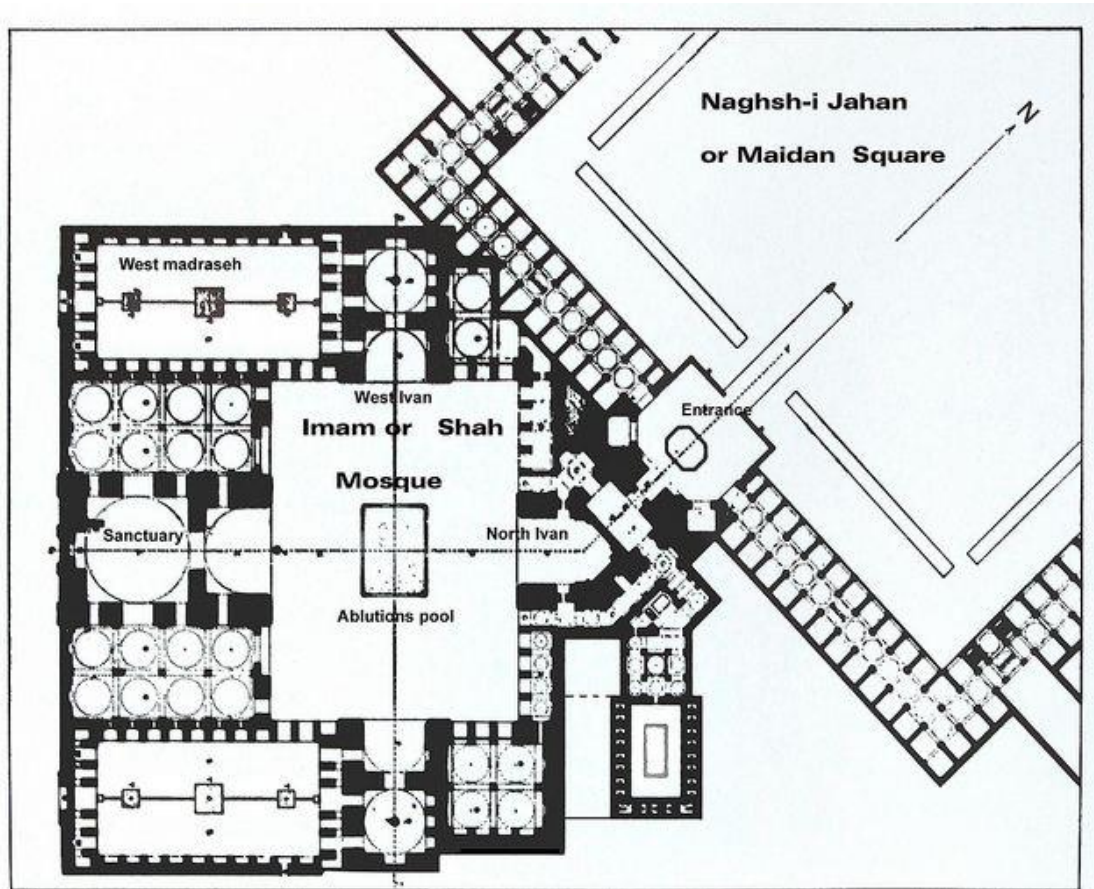 Naghsh-i Jahan
or Maidan Square
N
West madraseh
West Ivan
Entrance
Imam or Shah
Mosque
Sanctuary
North Ivan
Ablutions pool